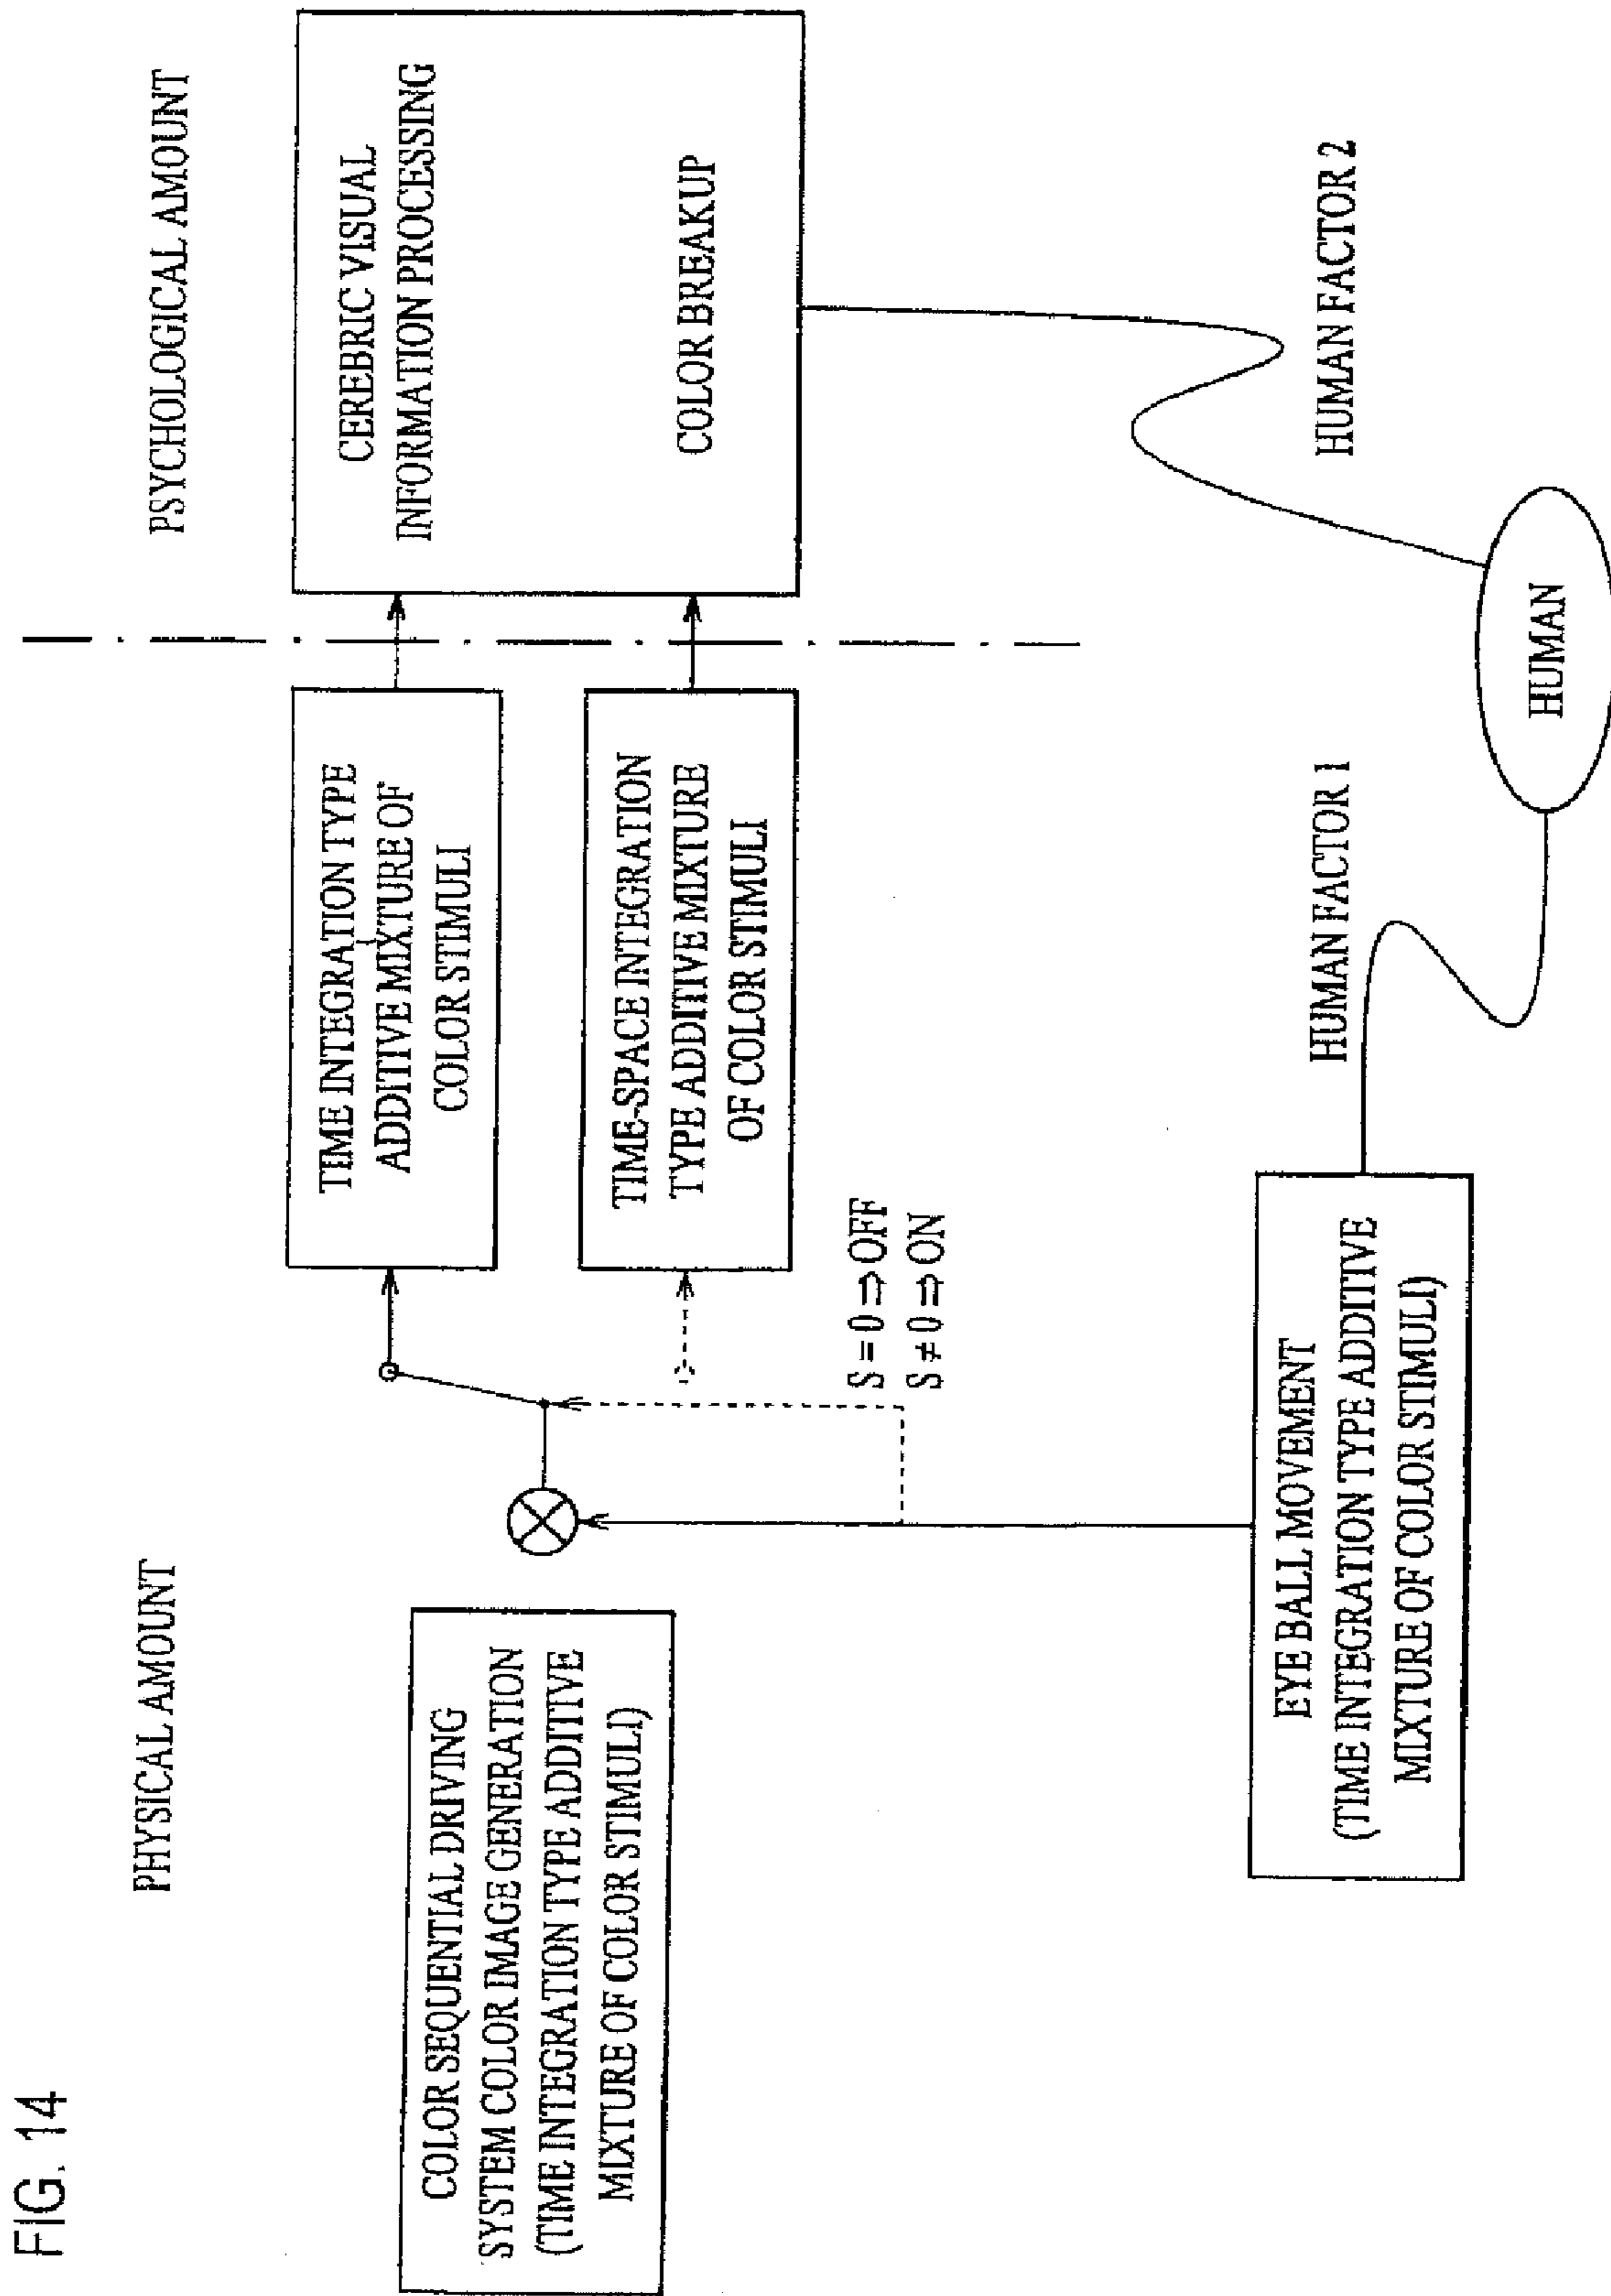 FIG. 14
PHYSICAL AMOUNT
PSYCHOLOGICAL AMOUNT
COLOR SEQUENTIAL DRIVING
SYSTEM COLOR IMAGE GENERATION
(TIME INTEGRATION TYPE ADDITIVE
MIXTURE OF COLOR STIMULI)
TIME INTEGRATION TYPE
ADDITIVE MIXTURE OF
COLOR STIMULI
TIME-SPACE INTEGRATION
TYPE ADDITIVE MIXTURE
OF COLOR STIMULI
CEREBRIC VISUAL
INFORMATION PROCESSING
COLOR BREAKUP
S = 0 ⇒ OFF
S ≠ 0 ⇒ ON
EYE BALL MOVEMENT
(TIME INTEGRATION TYPE ADDITIVE
MIXTURE OF COLOR STIMULI)
HUMAN FACTOR 1
HUMAN FACTOR 2
HUMAN